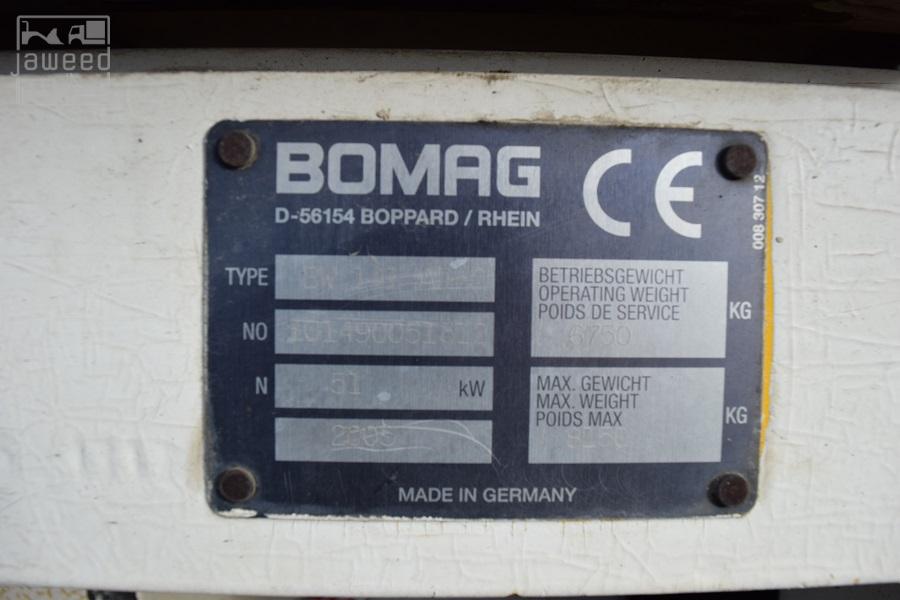 jaweed
BOMAG
CE
D-56154 BOPPARD / RHEIN
008 307 12
TYPE
BETRIEBSGEWICHT
OPERATING WEIGHT
POIDS DE SERVICE
6750 KG
NO
N 51 kW
MAX. GEWICHT
MAX. WEIGHT
POIDS MAX
KG
2005
MADE IN GERMANY